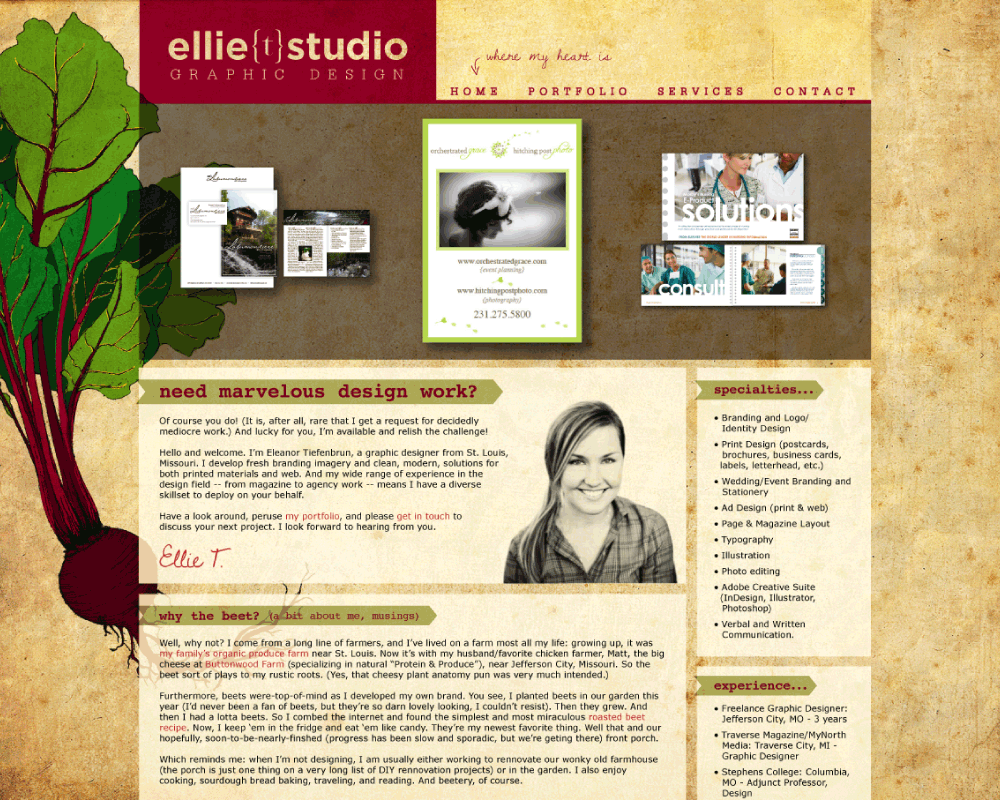 ellie{t}studio
GRAPHIC DESIGN
where my heart is
HOME PORTFOLIO SERVICES CONTACT
orchestrated grace hitching post photo
www.orchestratedgrace.com
(event planning)
www.hitchingpostphoto.com
(photography)
231.275.5800
E-Product
solutions
consult
need marvelous design work?
Of course you do! (It is, after all, rare that I get a request for decidedly
mediocre work.) And lucky for you, I'm available and relish the challenge!
Hello and welcome. I'm Eleanor Tiefenbrun, a graphic designer from St. Louis,
Missouri. I develop fresh branding imagery and clean, modern, solutions for
both printed materials and web. And my wide range of experience in the
design field -- from magazine to agency work -- means I have a diverse
skillset to deploy on your behalf.
Have a look around, peruse my portfolio, and please get in touch to
discuss your next project. I look forward to hearing from you.
Ellie T.
why the beet? (a bit about me, musings)
Well, why not? I come from a long line of farmers, and I've lived on a farm most all my life: growing up, it was
my family's organic produce farm near St. Louis. Now it's with my husband/favorite chicken farmer, Matt, the big
cheese at Buttonwood Farm (specializing in natural "Protein & Produce"), near Jefferson City, Missouri. So the
beet sort of plays to my rustic roots. (Yes, that cheesy plant anatomy pun was very much intended.)
Furthermore, beets were-top-of-mind as I developed my own brand. You see, I planted beets in our garden this
year (I'd never been a fan of beets, but they're so darn lovely looking, I couldn't resist). Then they grew. And
then I had a lotta beets. So I combed the internet and found the simplest and most miraculous roasted beet
recipe. Now, I keep 'em in the fridge and eat 'em like candy. They're my newest favorite thing. Well that and our
hopefully, soon-to-be-nearly-finshed (progress has been slow and sporadic, but we're geting there) front porch.
Which reminds me: when I'm not designing, I am usually either working to rennovate our wonky old farmhouse
(the porch is just one thing on a very long list of DIY rennovation projects) or in the garden. I also enjoy
cooking, sourdough bread baking, traveling, and reading. And beetery, of course.
specialties...
• Branding and Logo/
Identity Design
• Print Design (postcards,
brochures, business cards,
labels, letterhead, etc.)
• Wedding/Event Branding and
Stationery
• Ad Design (print & web)
• Page & Magazine Layout
• Typography
• Illustration
• Photo editing
• Adobe Creative Suite
(InDesign, Illustrator,
Photoshop)
• Verbal and Written
Communication.
experience...
• Freelance Graphic Designer:
Jefferson City, MO - 3 years
• Traverse Magazine/MyNorth
Media: Traverse City, MI -
Graphic Designer
• Stephens College: Columbia,
MO - Adjunct Professor,
Design